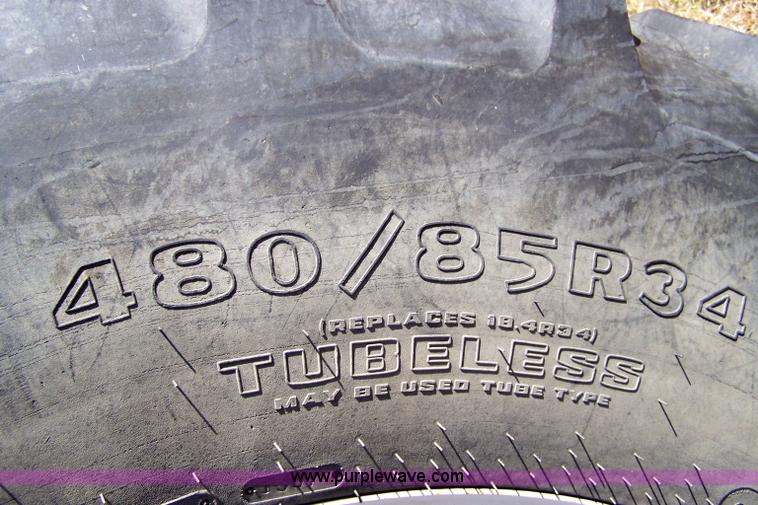 480/85R34
(REPLACES 18.4R34)
TUBELESS
MAY BE USED TUBE TYPE
www.purplewave.com